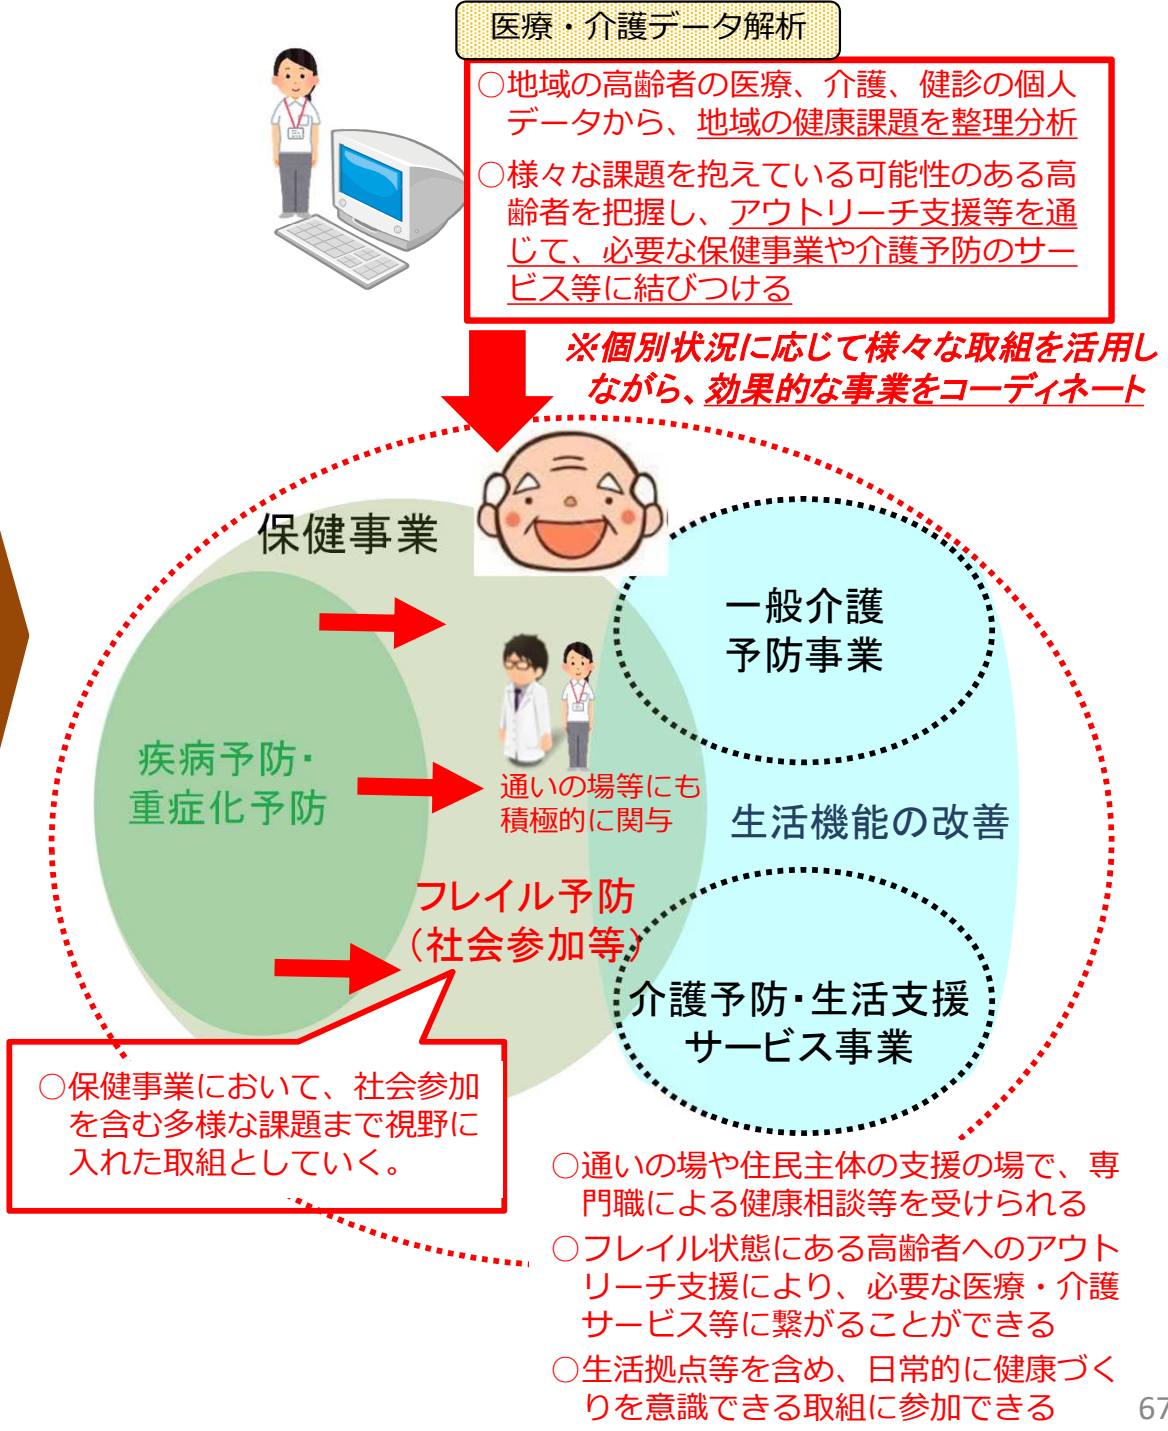 医療・介護データ解析
○地域の高齢者の医療、介護、健診の個人
データから、地域の健康課題を整理分析
○様々な課題を抱えている可能性のある高
齢者を把握し、アウトリーチ支援等を通
じて、必要な保健事業や介護予防のサー
ビス等に結びつける
※個別状況に応じて様々な取組を活用し
ながら、効果的な事業をコーディネート
保健事業
一般介護
予防事業
疾病予防・
重症化予防
通いの場等にも
積極的に関与
生活機能の改善
フレイル予防
（社会参加等）
介護予防・生活支援
サービス事業
○保健事業において、社会参加
を含む多様な課題まで視野に
入れた取組としていく。
○通いの場や住民主体の支援の場で、専
門職による健康相談等を受けられる
○フレイル状態にある高齢者へのアウト
リーチ支援により、必要な医療・介護
サービス等に繋がることができる
○生活拠点等を含め、日常的に健康づく
りを意識できる取組に参加できる
67